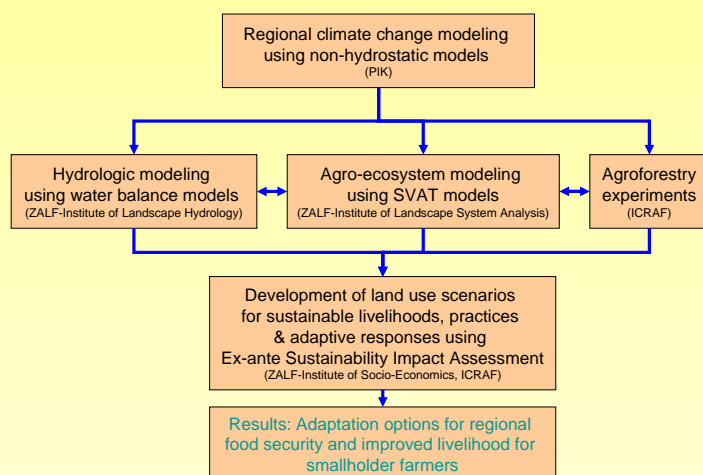 Regional climate change modeling
using non-hydrostatic models
(PIK)
Hydrologic modeling
using water balance models
(ZALF-Institute of Landscape Hydrology)
Agro-ecosystem modeling
using SVAT models
(ZALF-Institute of Landscape System Analysis)
Agroforestry
experiments
(ICRAF)
Development of land use scenarios
for sustainable livelihoods, practices
& adaptive responses using
Ex-ante Sustainability Impact Assessment
(ZALF-Institute of Socio-Economics, ICRAF)
Results: Adaptation options for regional
food security and improved livelihood for
smallholder farmers